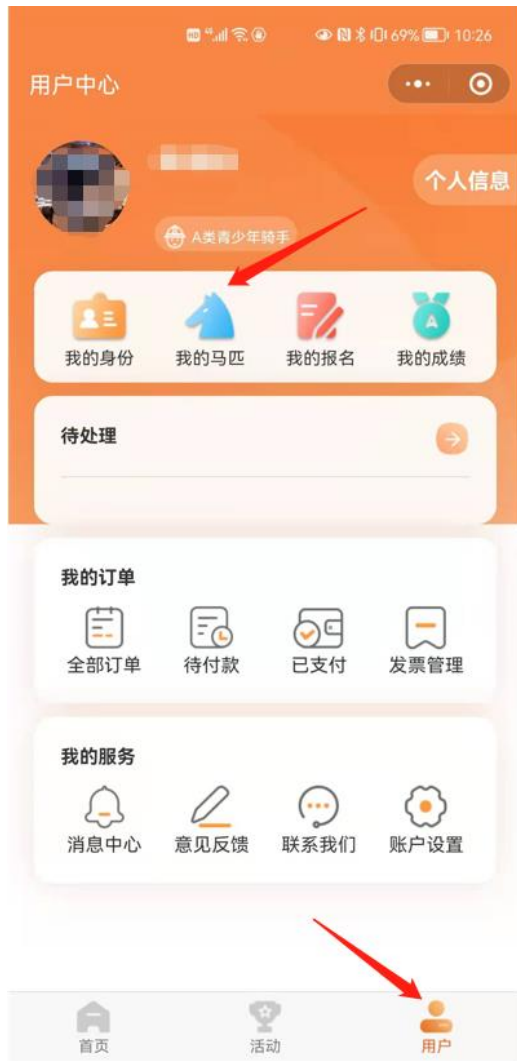 HD 4G 69% 10:26
用户中心
个人信息
A类青少年骑手
我的身份 我的马匹 我的报名 我的成绩
待处理
我的订单
全部订单 待付款 已支付 发票管理
我的服务
消息中心 意见反馈 联系我们 账户设置
首页 活动 用户